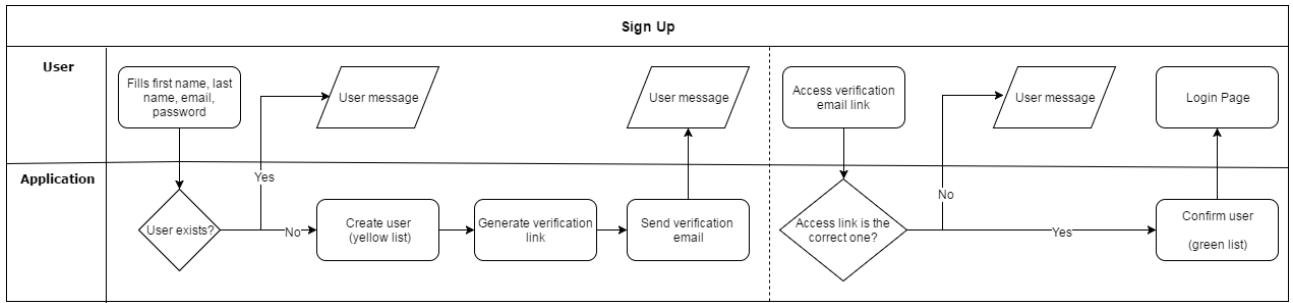 Sign Up
User
Fills first name, last
name, email,
password
User message
User message
Access verification
email link
User message
Login Page
Application
Yes
No
User exists?
No
Create user
(yellow list)
Generate verification
link
Send verification
email
Access link is the
correct one?
Yes
Confirm user
(green list)